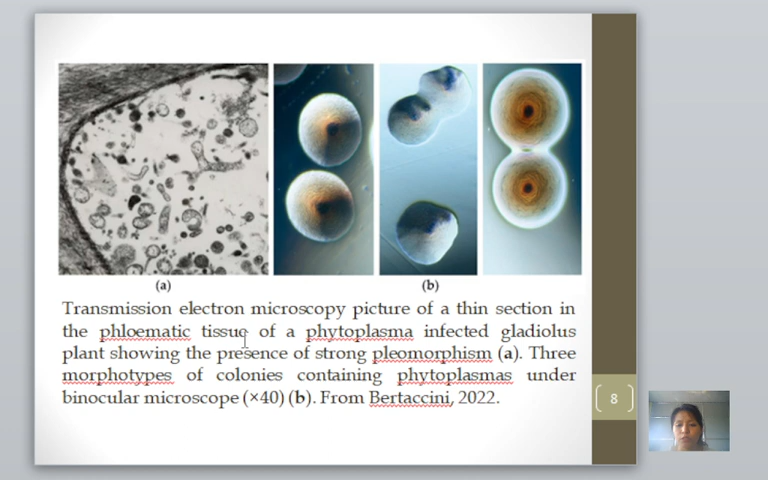 (a) (b)
Transmission electron microscopy picture of a thin section in
the phloematic tissue of a phytoplasma infected gladiolus
plant showing the presence of strong pleomorphism (a). Three
morphotypes of colonies containing phytoplasmas under
binocular microscope (×40) (b). From Bertaccini, 2022.
8